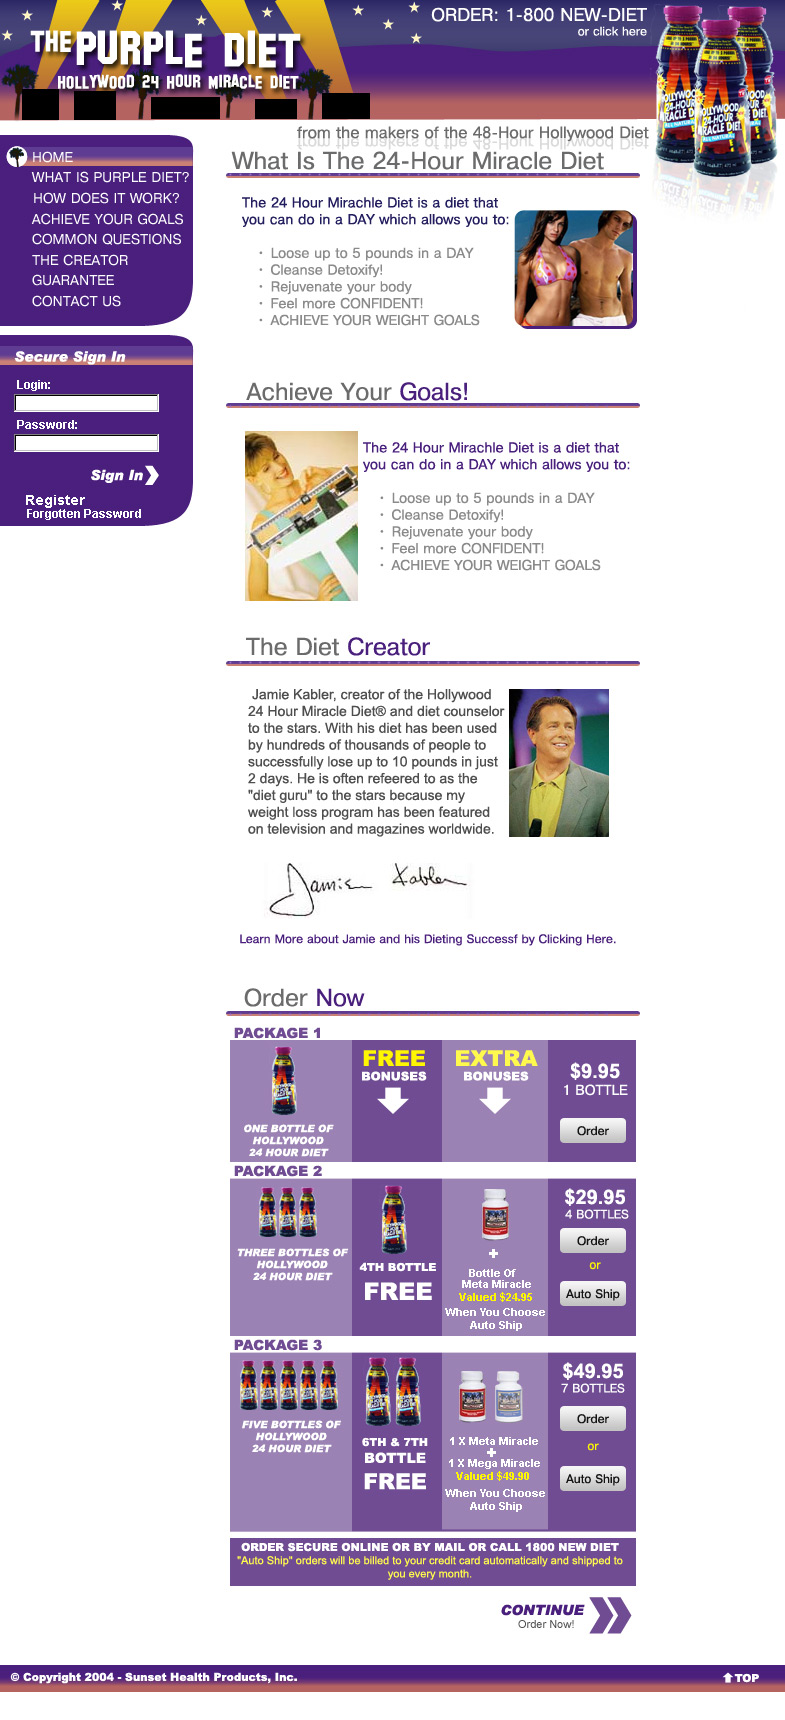 ORDER: 1-800 NEW-DIET
or click here
THE PURPLE DIET
HOLLYWOOD 24 HOUR MIRACLE DIET
from the makers of the 48-Hour Hollywood Diet
HOME
WHAT IS PURPLE DIET?
HOW DOES IT WORK?
ACHIEVE YOUR GOALS
COMMON QUESTIONS
THE CREATOR
GUARANTEE
CONTACT US
Secure Sign In
Login:
Password:
Sign In
Register
Forgotten Password
What Is The 24-Hour Miracle Diet
The 24 Hour Mirachle Diet is a diet that
you can do in a DAY which allows you to:
· Loose up to 5 pounds in a DAY
· Cleanse Detoxify!
· Rejuvenate your body
· Feel more CONFIDENT!
· ACHIEVE YOUR WEIGHT GOALS
Achieve Your Goals!
The 24 Hour Mirachle Diet is a diet that
you can do in a DAY which allows you to:
· Loose up to 5 pounds in a DAY
· Cleanse Detoxify!
· Rejuvenate your body
· Feel more CONFIDENT!
· ACHIEVE YOUR WEIGHT GOALS
The Diet Creator
Jamie Kabler, creator of the Hollywood
24 Hour Miracle Diet® and diet counselor
to the stars. With his diet has been used
by hundreds of thousands of people to
successfully lose up to 10 pounds in just
2 days. He is often refeered to as the
"diet guru" to the stars because my
weight loss program has been featured
on television and magazines worldwide.
Jamie Kabler
Learn More about Jamie and his Dieting Successf by Clicking Here.
Order Now
PACKAGE 1
ONE BOTTLE OF
HOLLYWOOD
24 HOUR DIET
FREE
BONUSES
EXTRA
BONUSES
$9.95
1 BOTTLE
Order
PACKAGE 2
THREE BOTTLES OF
HOLLYWOOD
24 HOUR DIET
4TH BOTTLE
FREE
+
Bottle Of
Meta Miracle
Valued $24.95
When You Choose
Auto Ship
$29.95
4 BOTTLES
Order
or
Auto Ship
PACKAGE 3
FIVE BOTTLES OF
HOLLYWOOD
24 HOUR DIET
6TH & 7TH
BOTTLE
FREE
1 X Meta Miracle
+
1 X Mega Miracle
Valued $49.90
When You Choose
Auto Ship
$49.95
7 BOTTLES
Order
or
Auto Ship
ORDER SECURE ONLINE OR BY MAIL OR CALL 1800 NEW DIET
"Auto Ship" orders will be billed to your credit card automatically and shipped to
you every month.
CONTINUE
Order Now!
© Copyright 2004 - Sunset Health Products, Inc.
TOP